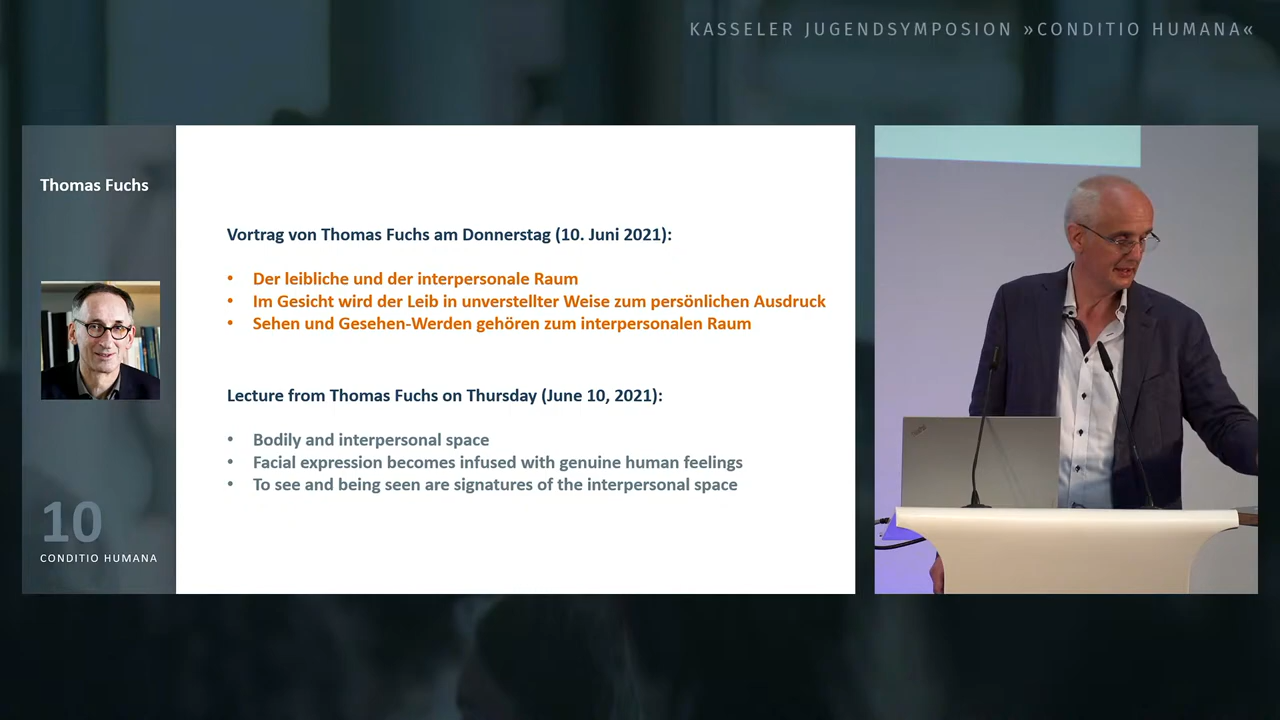 KASSELER JUGENDSYMPOSION »CONDITIO HUMANA«
Thomas Fuchs
Vortrag von Thomas Fuchs am Donnerstag (10. Juni 2021):
• Der leibliche und der interpersonale Raum
• Im Gesicht wird der Leib in unverstellter Weise zum persönlichen Ausdruck
• Sehen und Gesehen-Werden gehören zum interpersonalen Raum
Lecture from Thomas Fuchs on Thursday (June 10, 2021):
• Bodily and interpersonal space
• Facial expression becomes infused with genuine human feelings
• To see and being seen are signatures of the interpersonal space
10
CONDITIO HUMANA